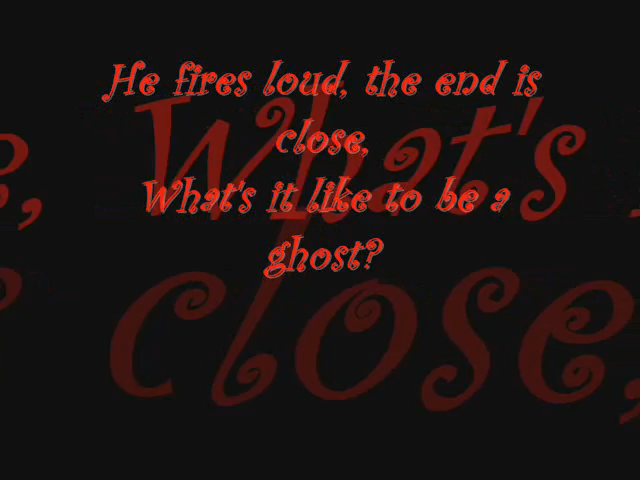 He fires loud, the end is
close,
What's it like to be a
ghost?
e, What's
e close,